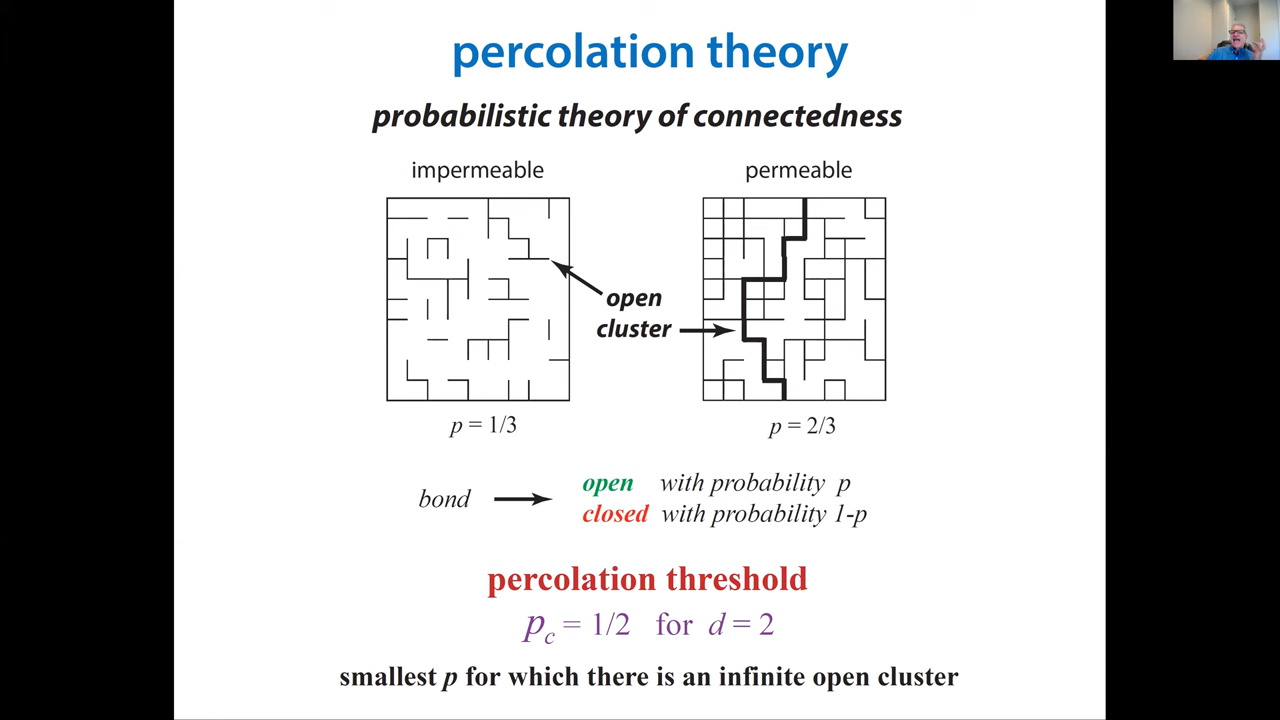 percolation theory
probabilistic theory of connectedness
impermeable
permeable
open
cluster
p = 1/3
p = 2/3
bond
open with probability p
closed with probability 1-p
percolation threshold
pc = 1/2 for d = 2
smallest p for which there is an infinite open cluster